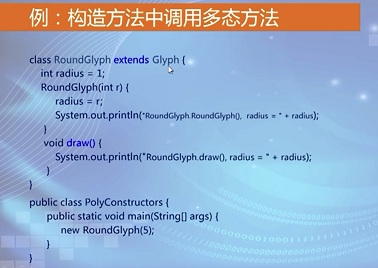 例：构造方法中调用多态方法
class RoundGlyph extends Glyph {
int radius = 1;
RoundGlyph(int r) {
radius = r;
System.out.println("RoundGlyph.RoundGlyph(), radius = " + radius);
}
void draw() {
System.out.println("RoundGlyph.draw(), radius = " + radius);
}
}
public class PolyConstructors {
public static void main(String[] args) {
new RoundGlyph(5);
}
}